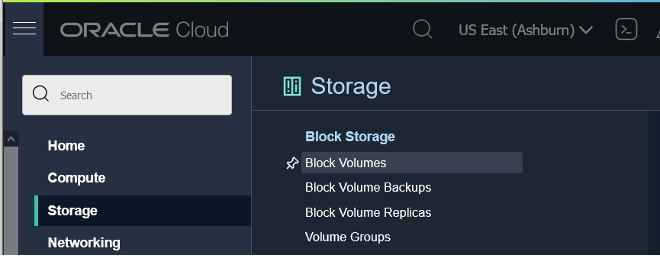 ORACLE Cloud
US East (Ashburn)
Search
Storage
Home
Compute
Storage
Networking
Block Storage
Block Volumes
Block Volume Backups
Block Volume Replicas
Volume Groups